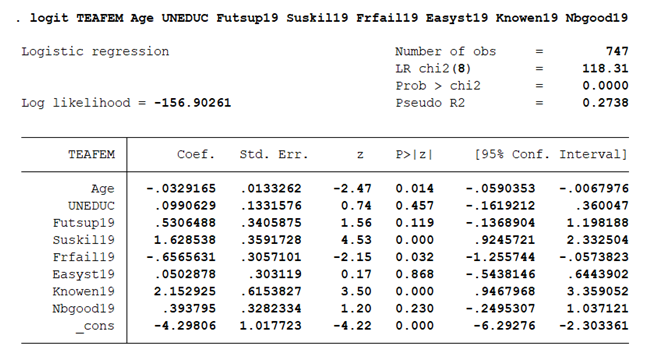 . logit TEAFEM Age UNEDUC Futsup19 Suskil19 Frfail19 Easyst19 Knowen19 Nbgood19
Logistic regression Number of obs = 747
LR chi2(8) = 118.31
Prob > chi2 = 0.0000
Log likelihood = -156.90261 Pseudo R2 = 0.2738
TEAFEM Coef. Std. Err. z P>|z| [95% Conf. Interval]
Age -.0329165 .0133262 -2.47 0.014 -.0590353 -.0067976
UNEDUC .0990629 .1331576 0.74 0.457 -.1619212 .360047
Futsup19 .5306488 .3405875 1.56 0.119 -.1368904 1.198188
Suskil19 1.628538 .3591728 4.53 0.000 .9245721 2.332504
Frfail19 -.6565631 .3057101 -2.15 0.032 -1.255744 -.0573823
Easyst19 .0502878 .303119 0.17 0.868 -.5438146 .6443902
Knowen19 2.152925 .6153827 3.50 0.000 .9467968 3.359052
Nbgood19 .393795 .3282334 1.20 0.230 -.2495307 1.037121
_cons -4.29806 1.017723 -4.22 0.000 -6.29276 -2.303361